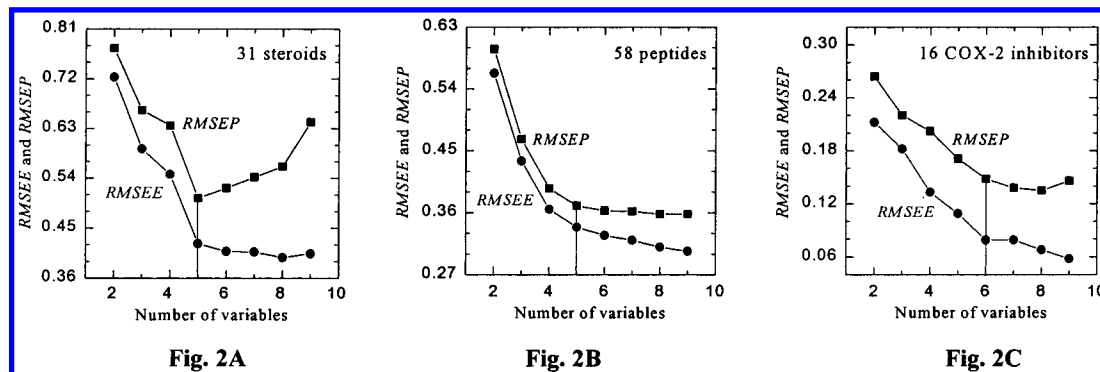 0.81
0.72
0.63
0.54
0.45
0.36
31 steroids
RMSEP
RMSEE
RMSEE and RMSEP
2 4 6 8 10
Number of variables
Fig. 2A
0.63
0.54
0.45
0.36
0.27
58 peptides
RMSEP
RMSEE
RMSEE and RMSEP
2 4 6 8 10
Number of variables
Fig. 2B
0.30
0.24
0.18
0.12
0.06
16 COX-2 inhibitors
RMSEP
RMSEE
RMSEE and RMSEP
2 4 6 8 10
Number of variables
Fig. 2C